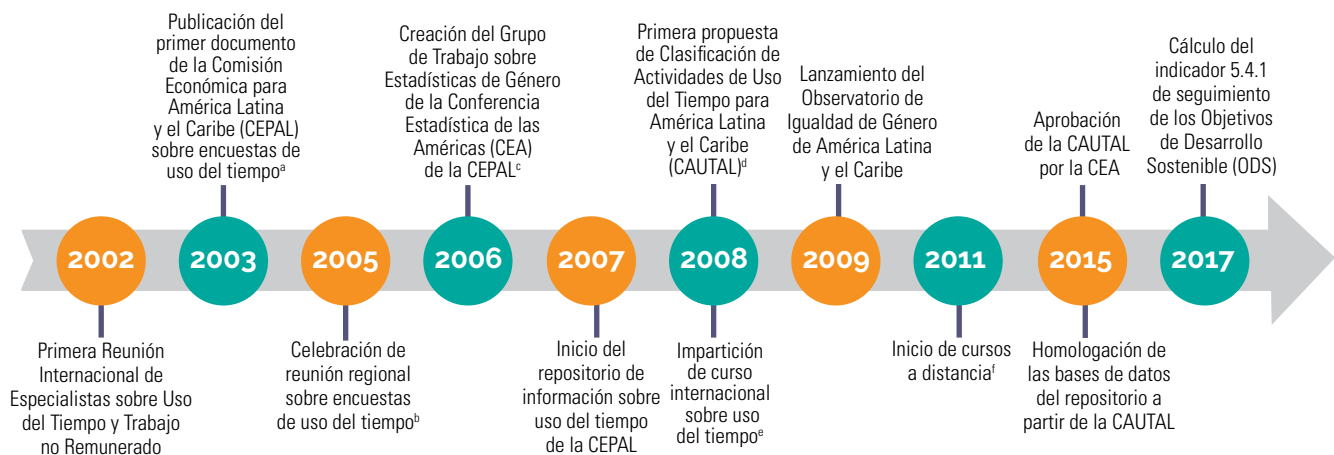 Publicación del
primer documento
de la Comisión
Económica para
América Latina
y el Caribe (CEPAL)
sobre encuestas de
uso del tiempoᵃ
Creación del Grupo
de Trabajo sobre
Estadísticas de Género
de la Conferencia
Estadística de las
Américas (CEA)
de la CEPALᶜ
Primera propuesta
de Clasificación de
Actividades de Uso
del Tiempo para
América Latina
y el Caribe
(CAUTAL)ᵈ
Lanzamiento del
Observatorio de
Igualdad de Género
de América Latina
y el Caribe
Aprobación
de la CAUTAL
por la CEA
Cálculo del
indicador 5.4.1
de seguimiento
de los Objetivos
de Desarrollo
Sostenible (ODS)
2002
2003
2005
2006
2007
2008
2009
2011
2015
2017
Primera Reunión
Internacional de
Especialistas sobre Uso
del Tiempo y Trabajo
no Remunerado
Celebración de
reunión regional
sobre encuestas
de uso del tiempoᵇ
Inicio del
repositorio de
información sobre
uso del tiempo
de la CEPAL
Impartición
de curso
internacional
sobre uso
del tiempoᵉ
Inicio de cursos
a distanciaᶠ
Homologación de
las bases de datos
del repositorio a
partir de la CAUTAL